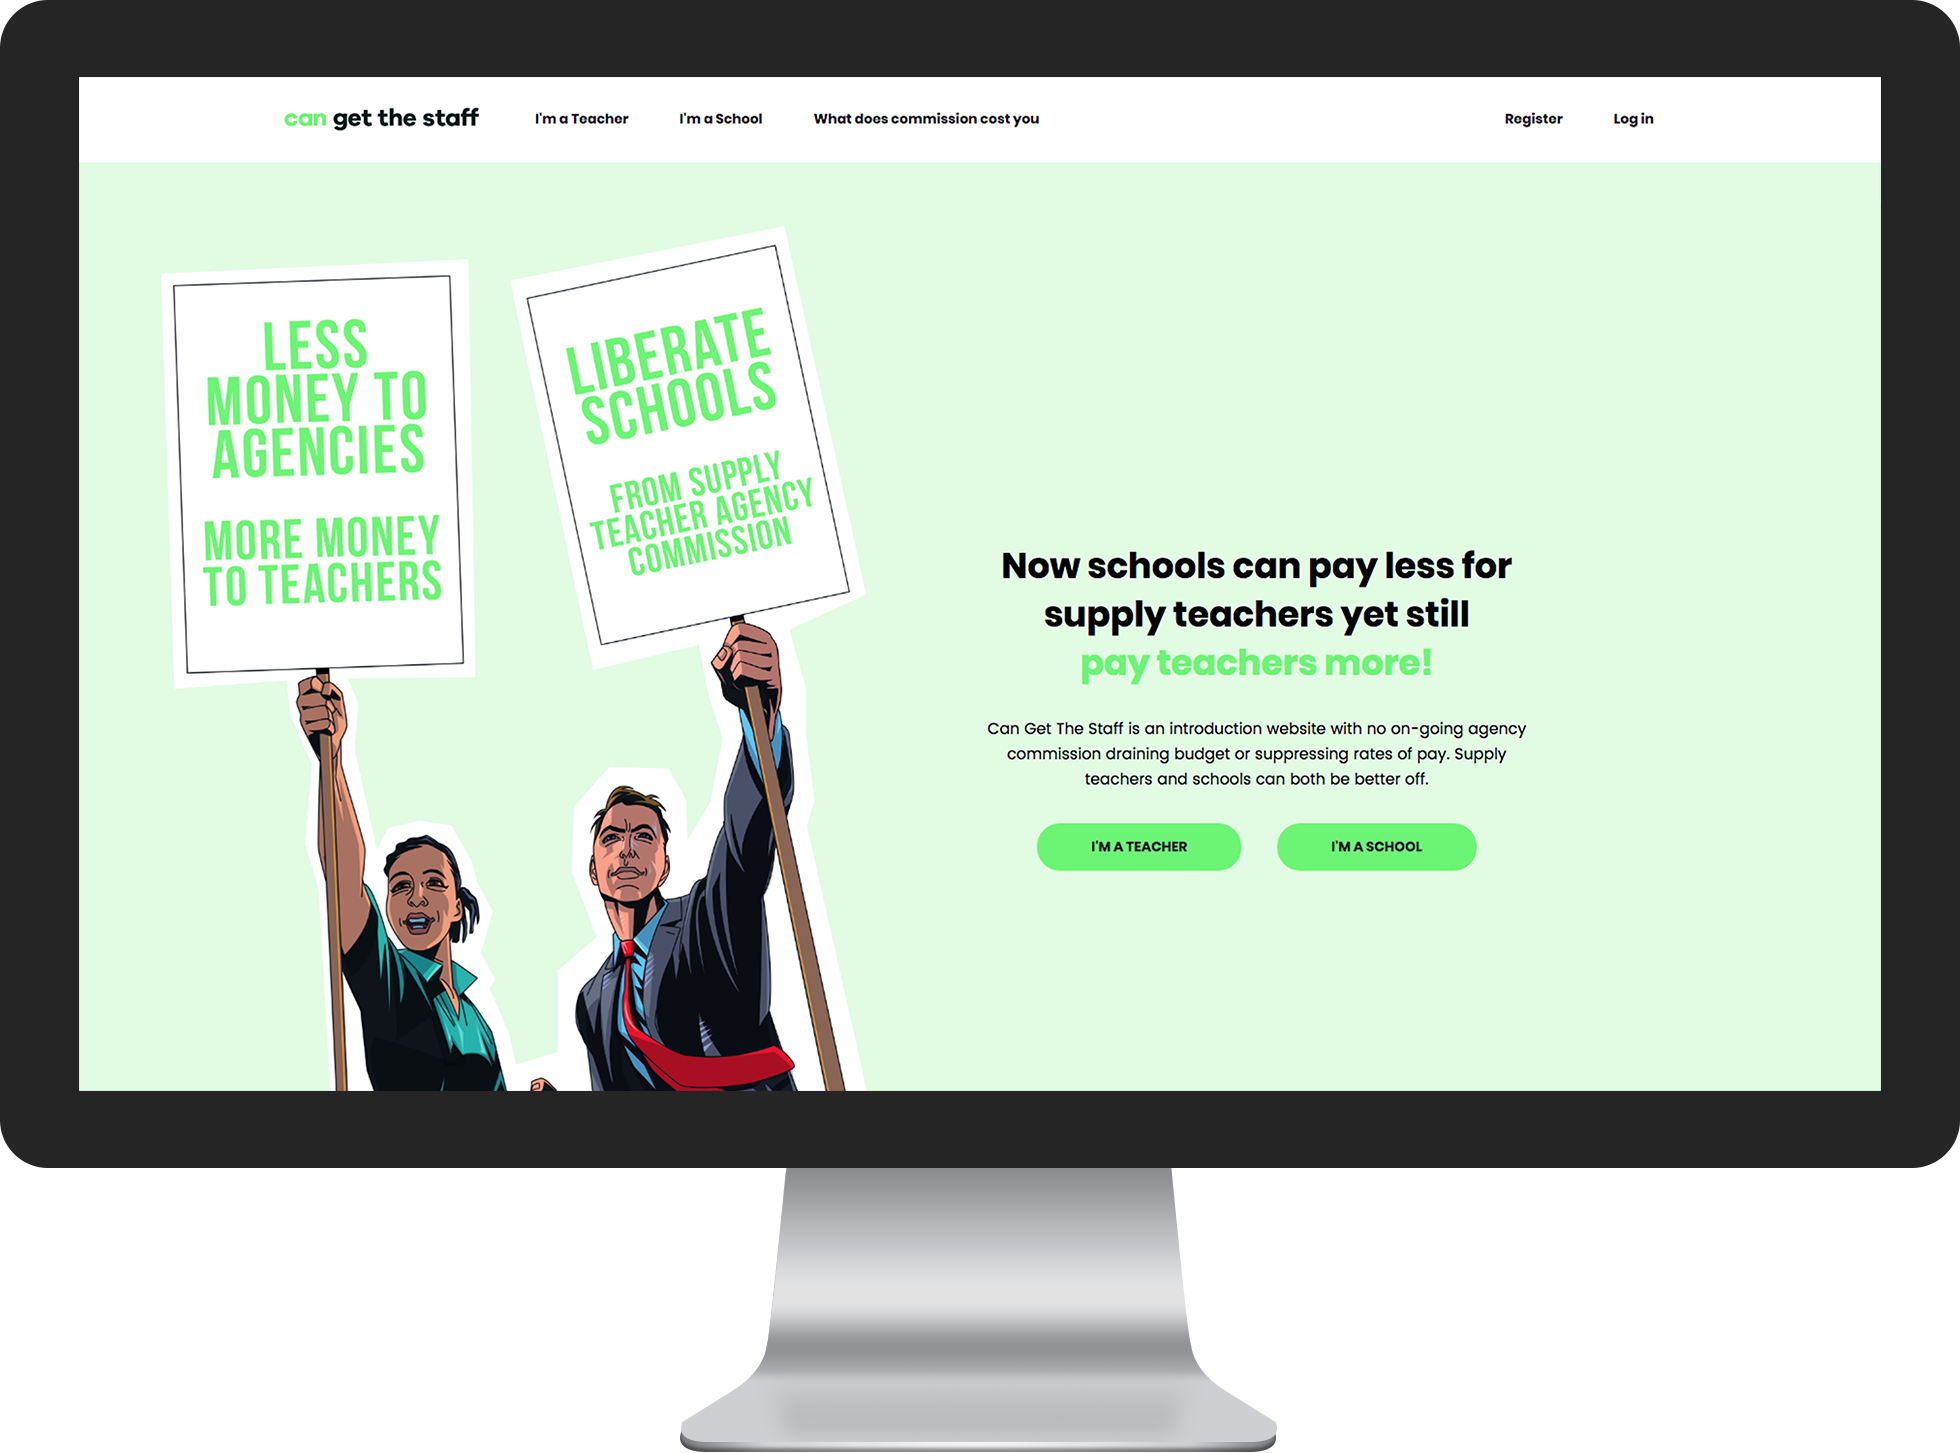 can get the staff
I'm a Teacher
I'm a School
What does commission cost you
Register
Log in
LESS
MONEY TO
AGENCIES
MORE MONEY
TO TEACHERS
LIBERATE
SCHOOLS
FROM SUPPLY
TEACHER AGENCY
COMMISSION
Now schools can pay less for
supply teachers yet still
pay teachers more!
Can Get The Staff is an introduction website with no on-going agency
commission draining budget or suppressing rates of pay. Supply
teachers and schools can both be better off.
I'M A TEACHER
I'M A SCHOOL